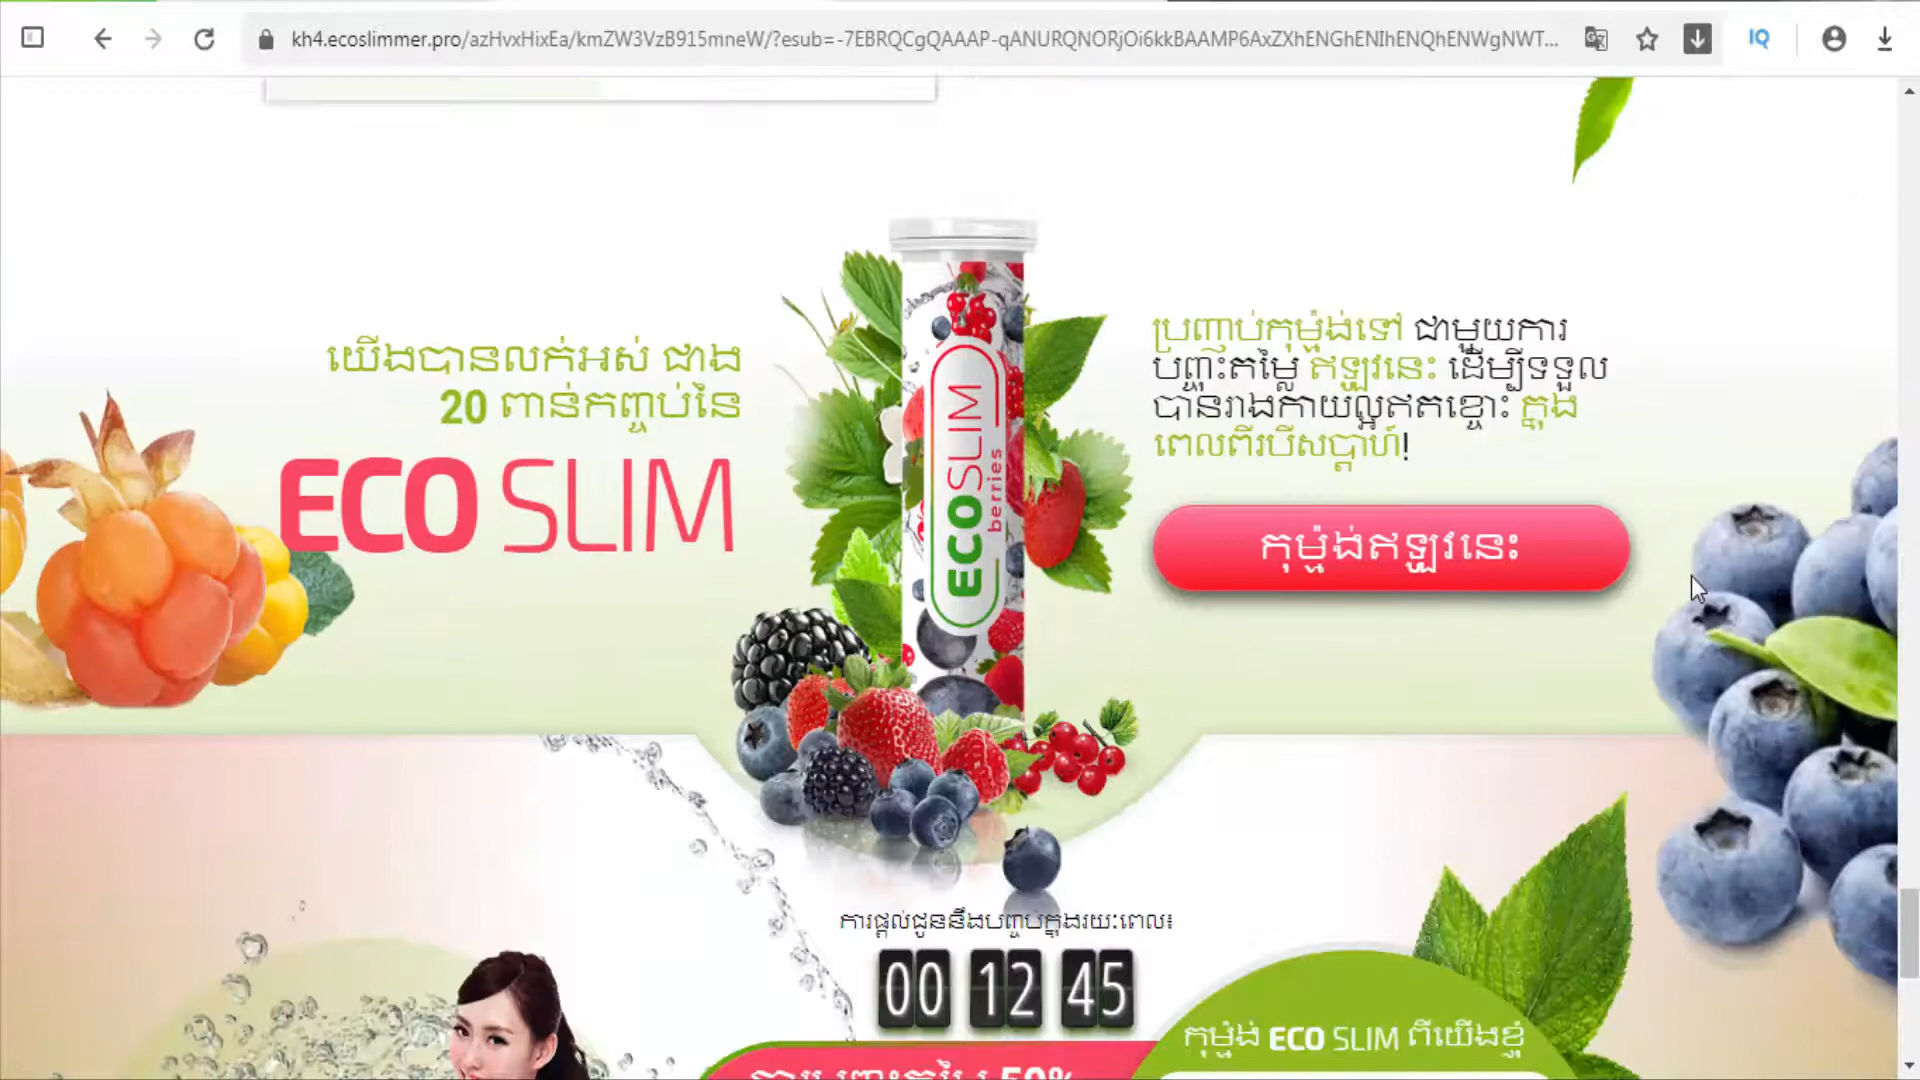 kh4.ecoslimmer.pro/azHvxHixEa/kmZW3VzB915mneW/?esub=-7EBRQCgQAAAP-qANURQNORjOi6kkBAAMP6AxZXhENGhENIhENQhENWgNWT...
IQ
យើងបានលក់អស់ ជាង
20 ពាន់កញ្ចប់នៃ
ECO SLIM
ECOSLIM
berries
ប្រញាប់កុម្ម៉ង់ទៅ ជាមួយការ
បញ្ចុះតម្លៃ ឥឡូវនេះ ដើម្បីទទួល
បានរាងកាយល្អឥតខ្ចោះ ក្នុង
ពេលពីរបីសប្តាហ៍!
កុម្ម៉ង់ឥឡូវនេះ
ការផ្តល់ជូននឹងបញ្ចប់ក្នុងរយៈពេល៖
00 12 45
50%
កុម្ម៉ង់ ECO SLIM ពីយើងខ្ញុំ